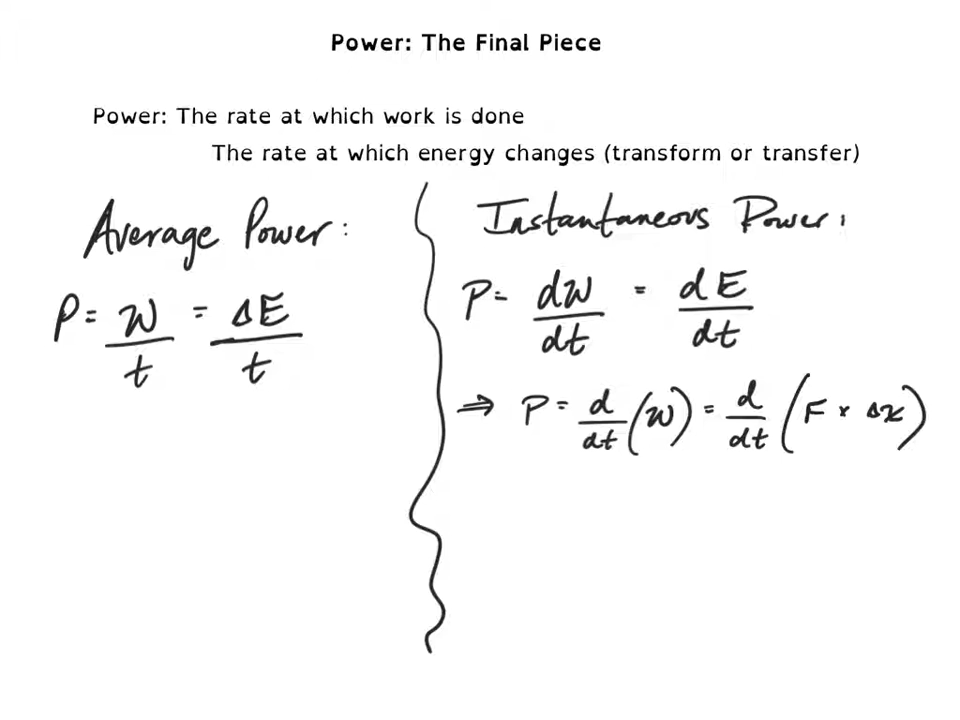 Power: The Final Piece
Power: The rate at which work is done
The rate at which energy changes (transform or transfer)
Average Power:
P = W/t = ΔE/t
Instantaneous Power:
P = dW/dt = dE/dt
⇒ P = d/dt (W) = d/dt (F × Δx)